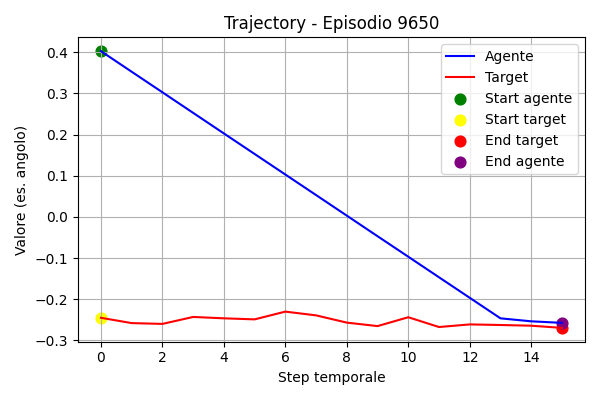 Trajectory - Episodio 9650
Valore (es. angolo)
0.4
0.3
0.2
0.1
0.0
−0.1
−0.2
−0.3
0 2 4 6 8 10 12 14
Step temporale
Agente
Target
Start agente
Start target
End target
End agente